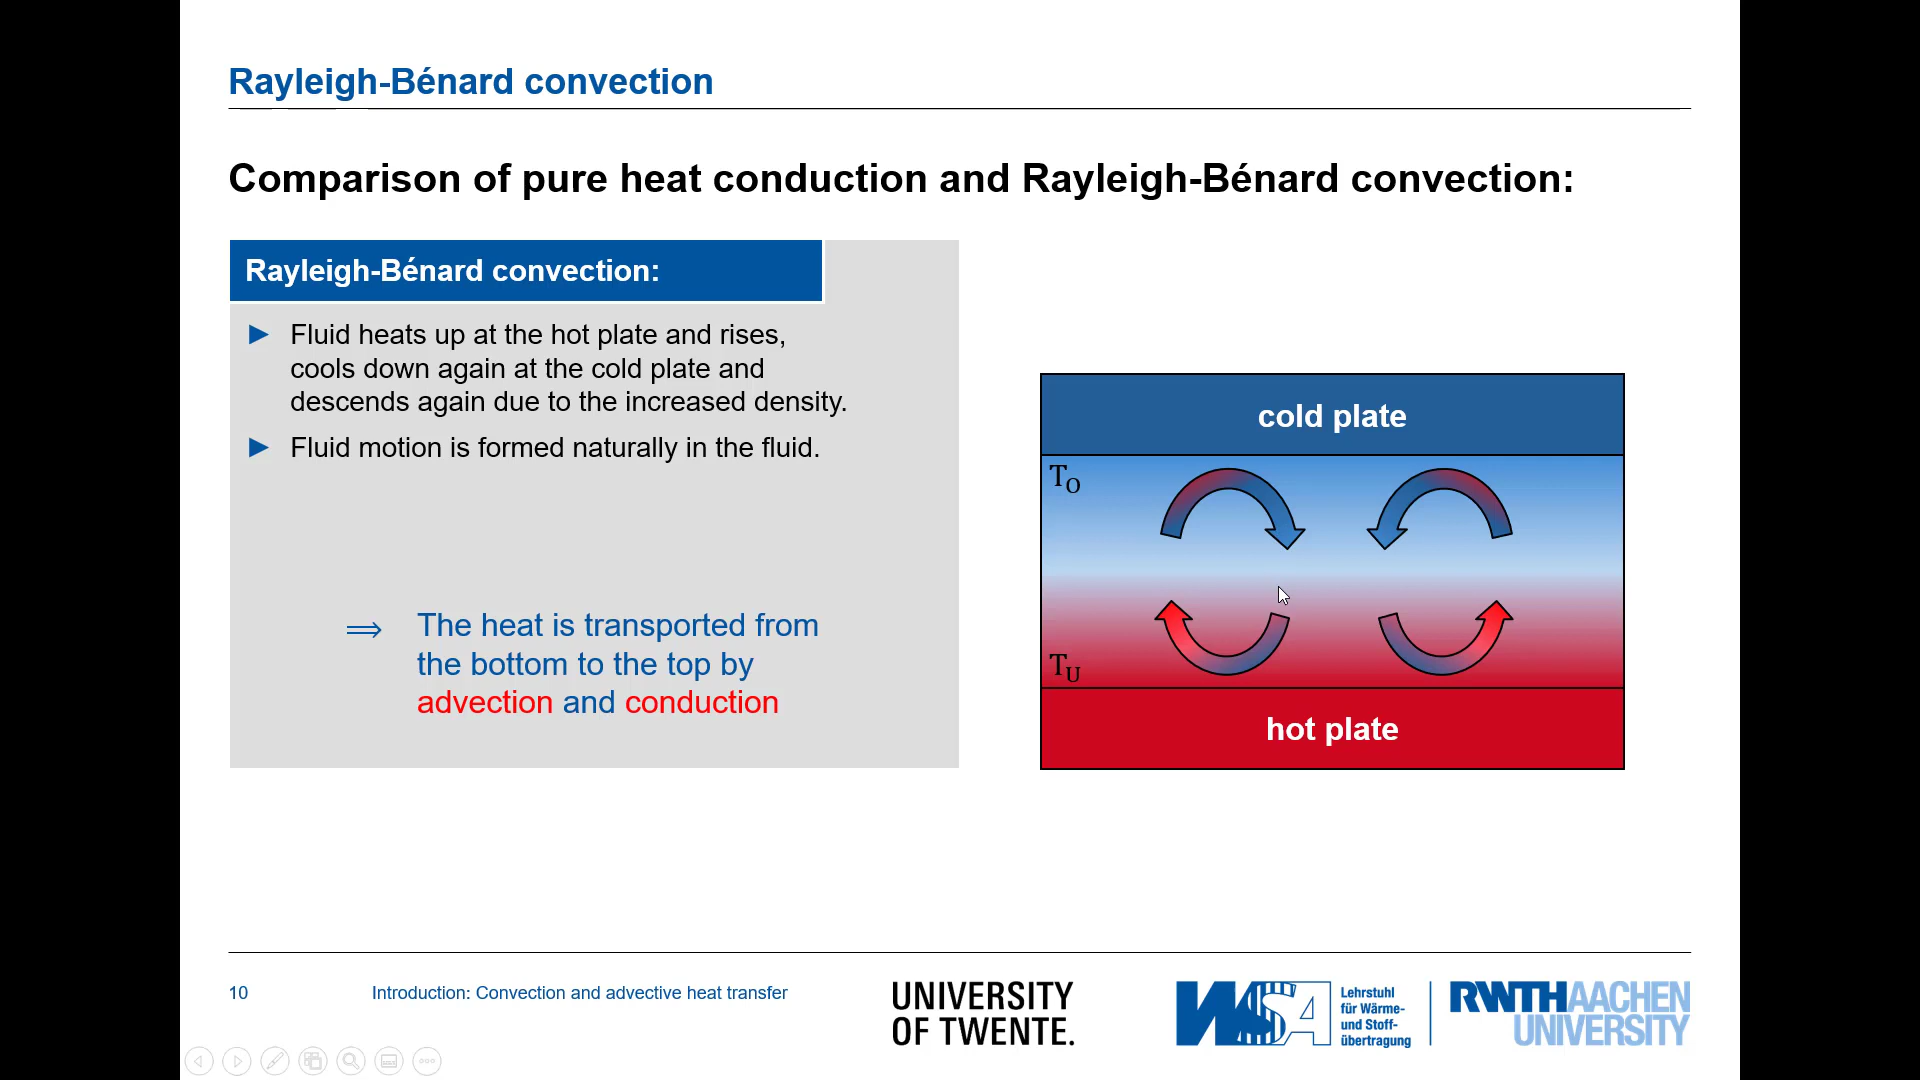 Rayleigh-Bénard convection
Comparison of pure heat conduction and Rayleigh-Bénard convection:
Rayleigh-Bénard convection:
► Fluid heats up at the hot plate and rises,
cools down again at the cold plate and
descends again due to the increased density.
► Fluid motion is formed naturally in the fluid.
⟹ The heat is transported from
the bottom to the top by
advection and conduction
cold plate
T_O
T_U
hot plate
10
Introduction: Convection and advective heat transfer
UNIVERSITY
OF TWENTE.
WSA
Lehrstuhl
für Wärme-
und Stoff-
übertragung
RWTHAACHEN
UNIVERSITY